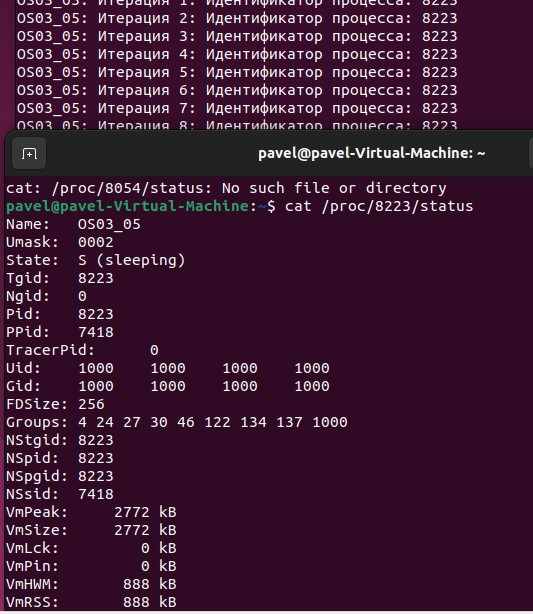 OS03_05: Итерация 1: Идентификатор процесса: 8223
OS03_05: Итерация 2: Идентификатор процесса: 8223
OS03_05: Итерация 3: Идентификатор процесса: 8223
OS03_05: Итерация 4: Идентификатор процесса: 8223
OS03_05: Итерация 5: Идентификатор процесса: 8223
OS03_05: Итерация 6: Идентификатор процесса: 8223
OS03_05: Итерация 7: Идентификатор процесса: 8223
OS03_05: Итерация 8: Идентификатор процесса: 8223
pavel@pavel-Virtual-Machine: ~
cat: /proc/8054/status: No such file or directory
pavel@pavel-Virtual-Machine:~$ cat /proc/8223/status
Name:   OS03_05
Umask:  0002
State:  S (sleeping)
Tgid:   8223
Ngid:   0
Pid:    8223
PPid:   7418
TracerPid:      0
Uid:    1000    1000    1000    1000
Gid:    1000    1000    1000    1000
FDSize: 256
Groups: 4 24 27 30 46 122 134 137 1000
NStgid: 8223
NSpid:  8223
NSpgid: 8223
NSsid:  7418
VmPeak:     2772 kB
VmSize:     2772 kB
VmLck:         0 kB
VmPin:         0 kB
VmHWM:       888 kB
VmRSS:       888 kB